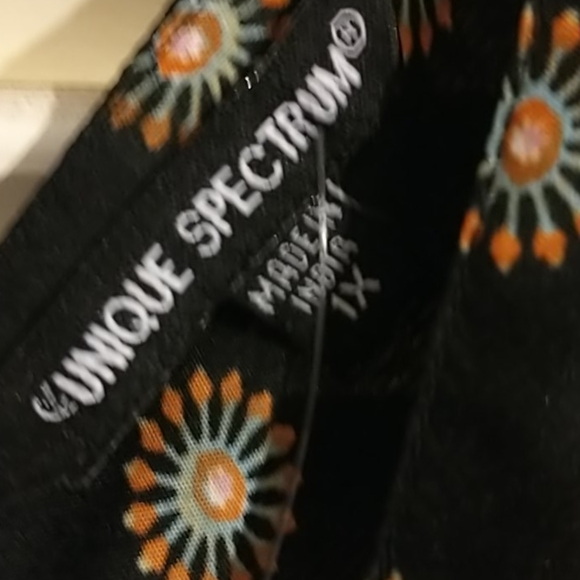 UNIQUE SPECTRUM®
MADE IN
INDIA
1X